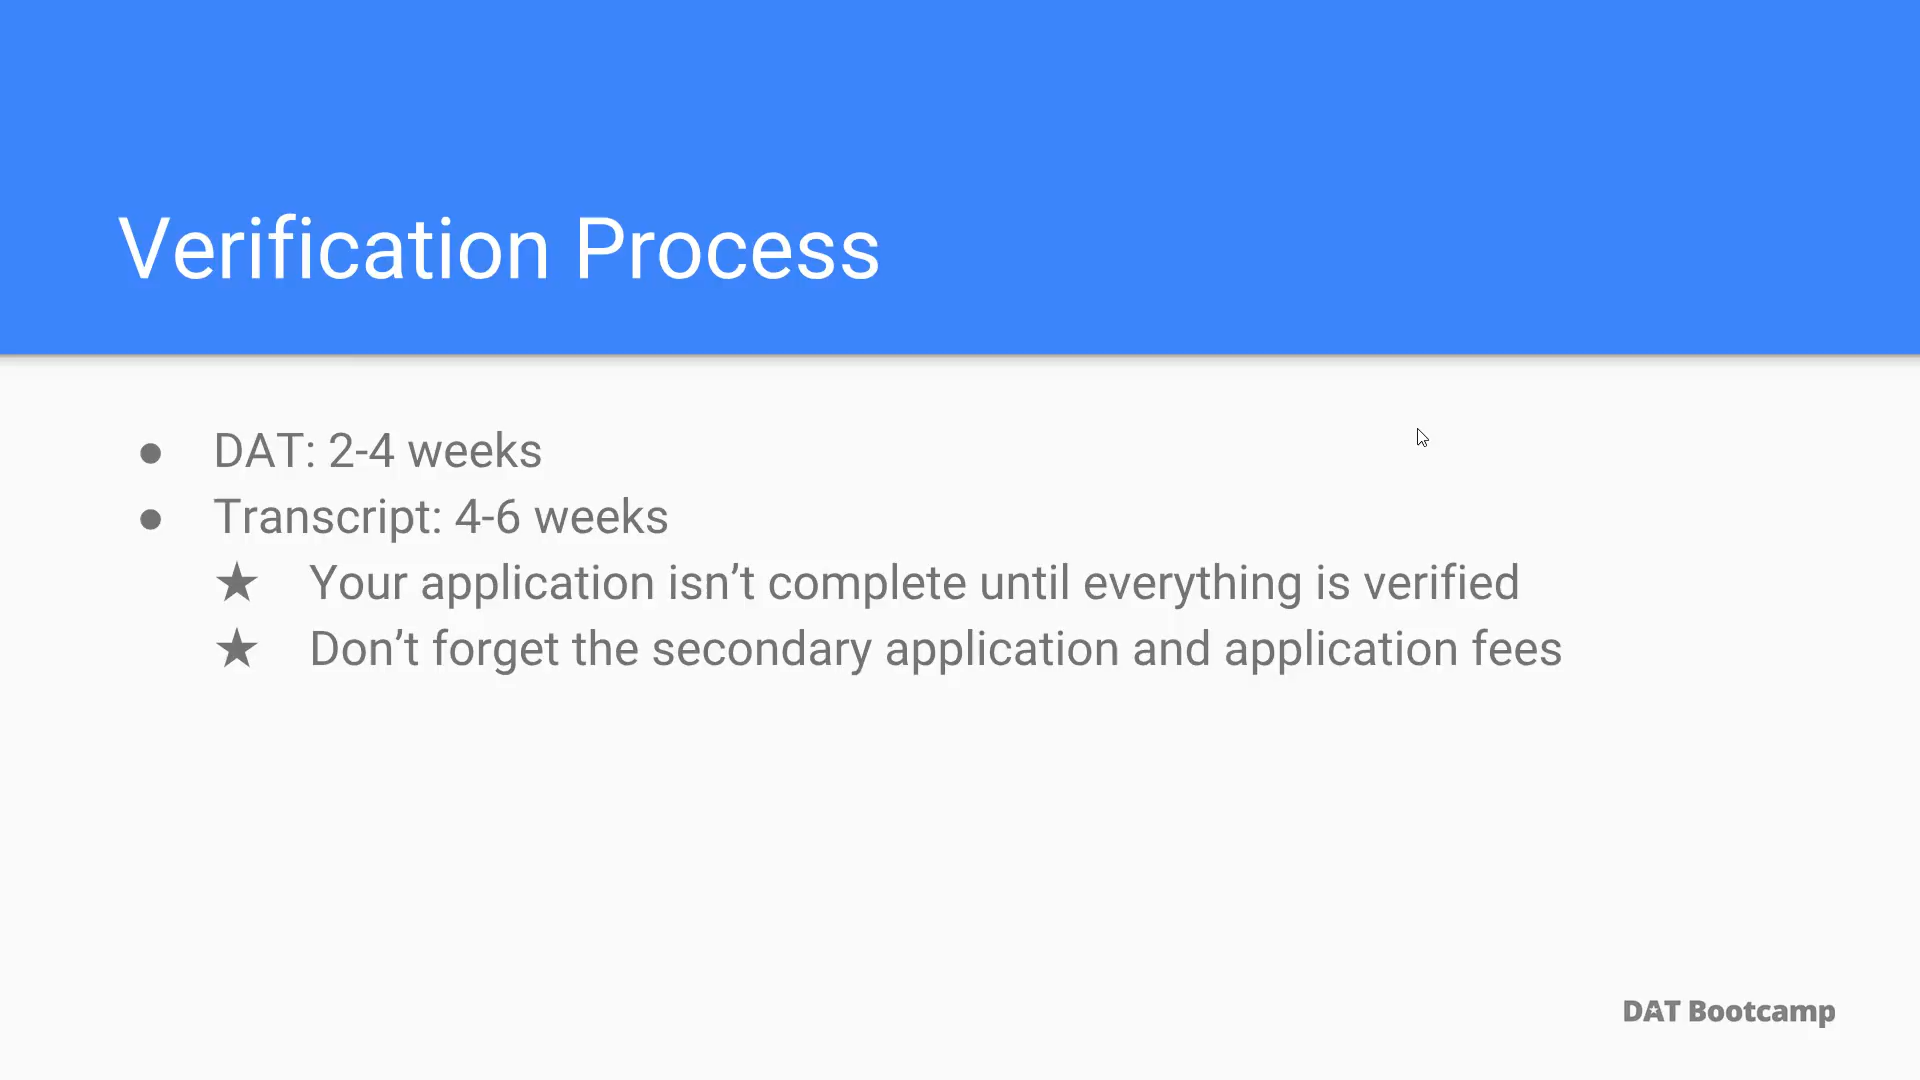 Verification Process
● DAT: 2-4 weeks
● Transcript: 4-6 weeks
★ Your application isn’t complete until everything is verified
★ Don’t forget the secondary application and application fees
DAT Bootcamp